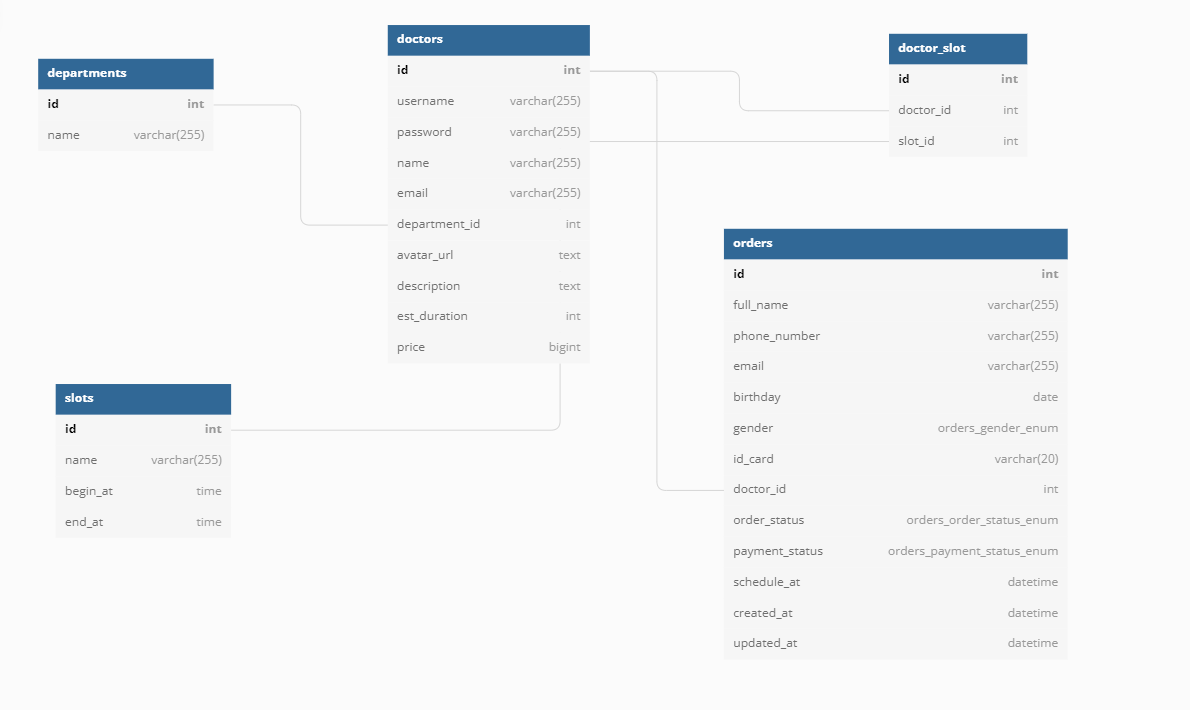 departments
id int
name varchar(255)
doctors
id int
username varchar(255)
password varchar(255)
name varchar(255)
email varchar(255)
department_id int
avatar_url text
description text
est_duration int
price bigint
doctor_slot
id int
doctor_id int
slot_id int
slots
id int
name varchar(255)
begin_at time
end_at time
orders
id int
full_name varchar(255)
phone_number varchar(255)
email varchar(255)
birthday date
gender orders_gender_enum
id_card varchar(20)
doctor_id int
order_status orders_order_status_enum
payment_status orders_payment_status_enum
schedule_at datetime
created_at datetime
updated_at datetime